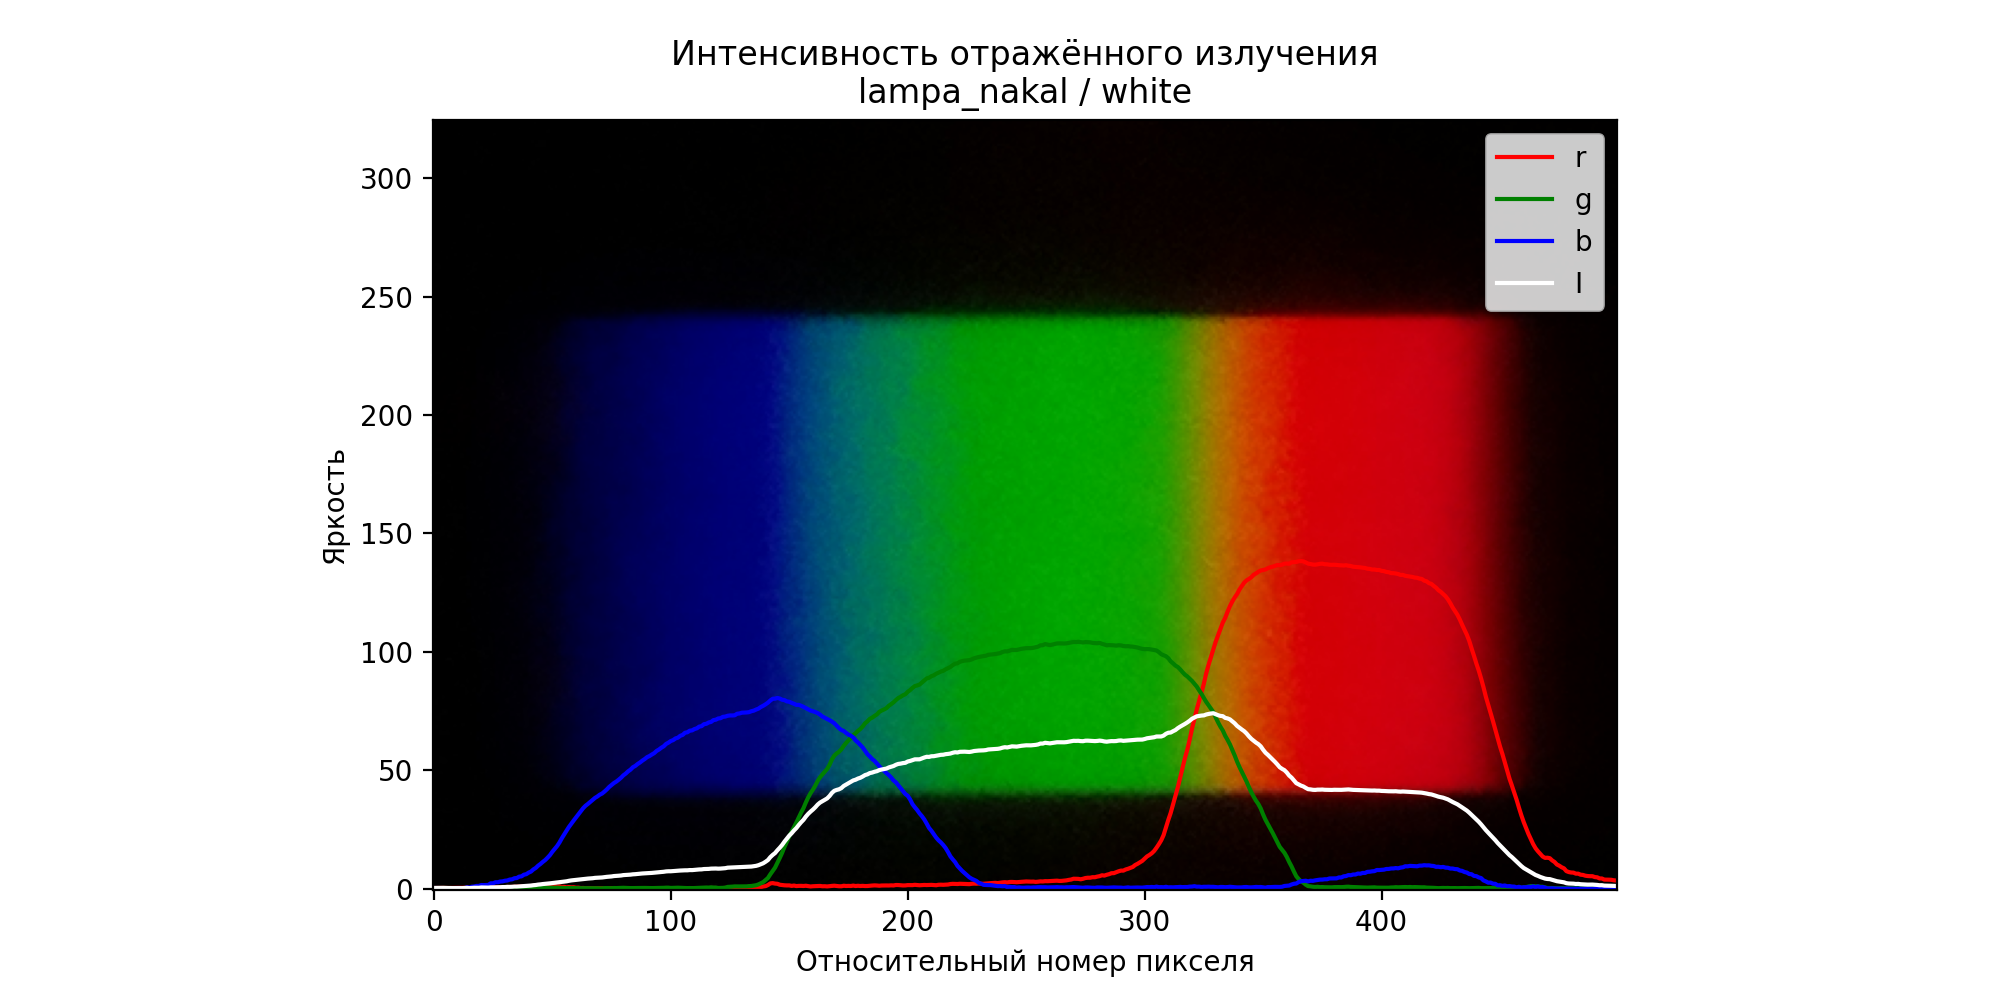 Интенсивность отражённого излучения
lampa_nakal / white
r
g
b
l
300
250
200
150
100
50
0
Яркость
0 100 200 300 400
Относительный номер пикселя